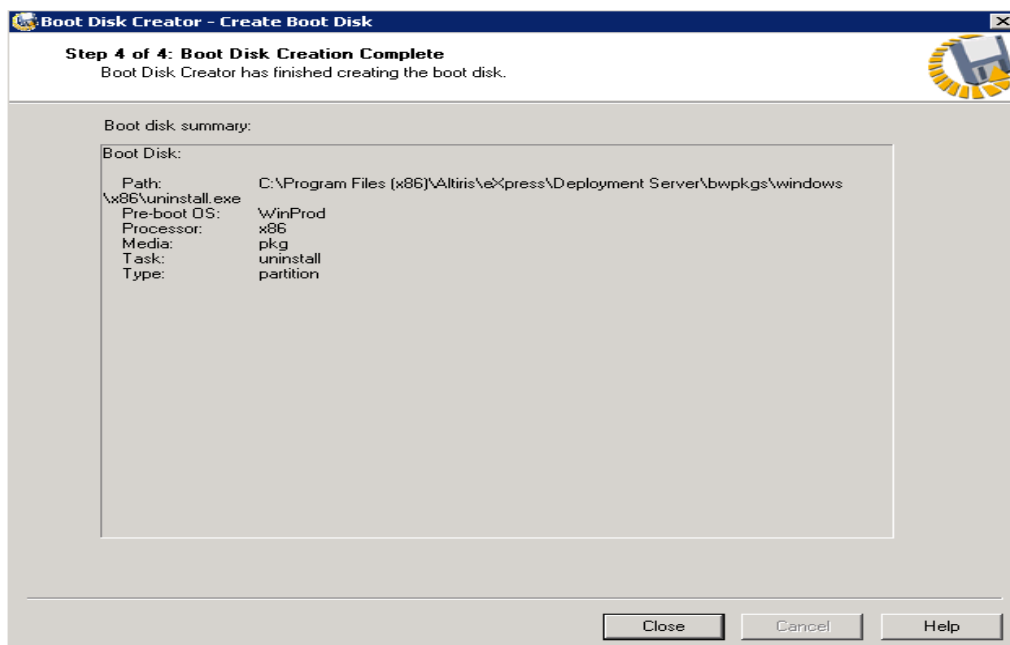 Boot Disk Creator - Create Boot Disk
Step 4 of 4: Boot Disk Creation Complete
Boot Disk Creator has finished creating the boot disk.
Boot disk summary:
Boot Disk:
Path: C:\Program Files (x86)\Altiris\eXpress\Deployment Server\bwpkgs\windows
\x86\uninstall.exe
Pre-boot OS: WinProd
Processor: x86
Media: pkg
Task: uninstall
Type: partition
Close Cancel Help